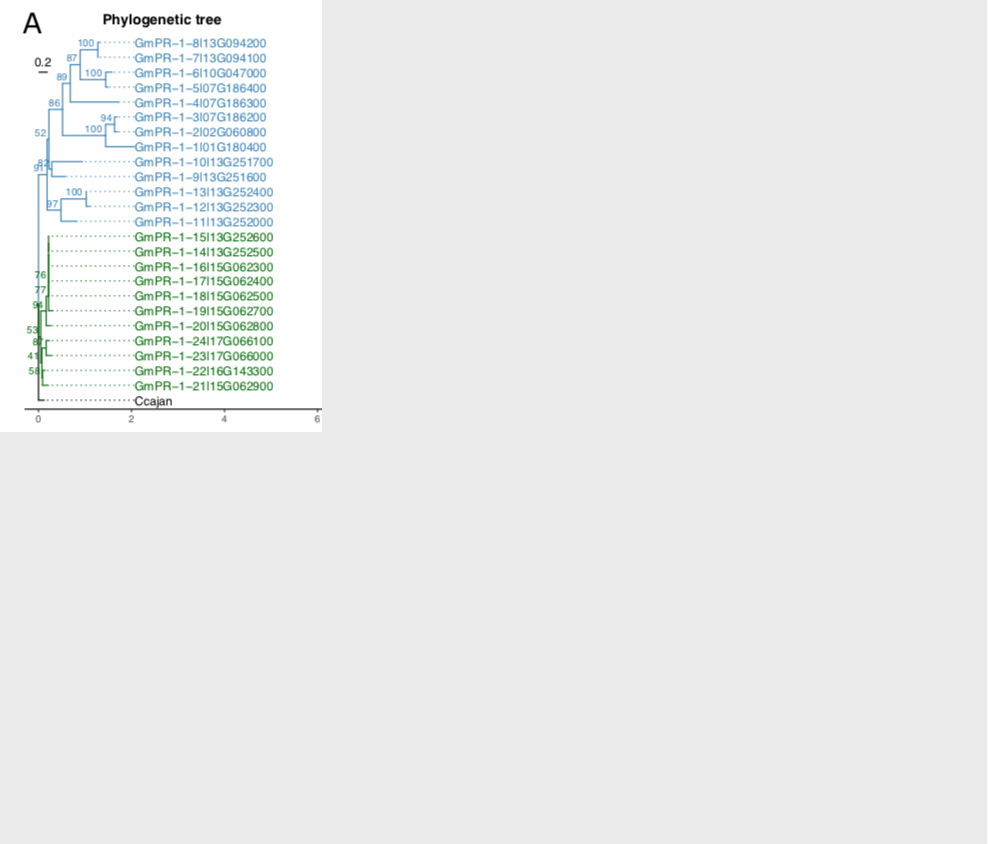 A
Phylogenetic tree
0.2
100
GmPR-1-8|13G094200
87
GmPR-1-7|13G094100
100
GmPR-1-6|10G047000
89
GmPR-1-5|07G186400
86
GmPR-1-4|07G186300
94
GmPR-1-3|07G186200
52
100
GmPR-1-2|02G060800
GmPR-1-1|01G180400
82
GmPR-1-10|13G251700
91
GmPR-1-9|13G251600
100
GmPR-1-13|13G252400
97
GmPR-1-12|13G252300
GmPR-1-11|13G252000
GmPR-1-15|13G252600
GmPR-1-14|13G252500
76
GmPR-1-16|15G062300
GmPR-1-17|15G062400
77
GmPR-1-18|15G062500
94
GmPR-1-19|15G062700
53
GmPR-1-20|15G062800
GmPR-1-24|17G066100
41
GmPR-1-23|17G066000
58
GmPR-1-22|16G143300
GmPR-1-21|15G062900
Ccajan
0 2 4 6